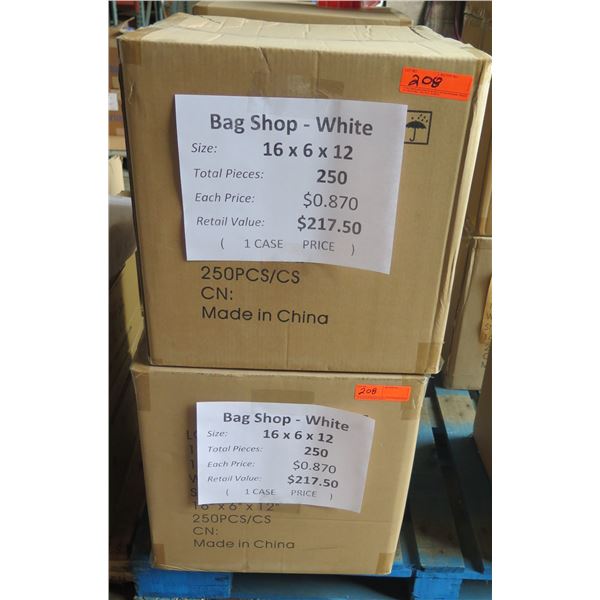 208
Bag Shop - White
Size: 16 x 6 x 12
Total Pieces: 250
Each Price: $0.870
Retail Value: $217.50
( 1 CASE PRICE )
250PCS/CS
CN:
Made in China
208
Bag Shop - White
Size: 16 x 6 x 12
Total Pieces: 250
Each Price: $0.870
Retail Value: $217.50
( 1 CASE PRICE )
16" x 6" x 12"
250PCS/CS
CN:
Made in China